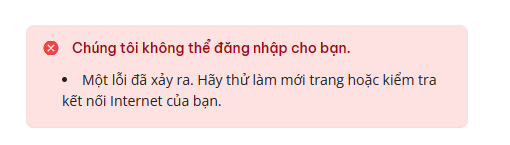 Chúng tôi không thể đăng nhập cho bạn.
• Một lỗi đã xảy ra. Hãy thử làm mới trang hoặc kiểm tra
kết nối Internet của bạn.